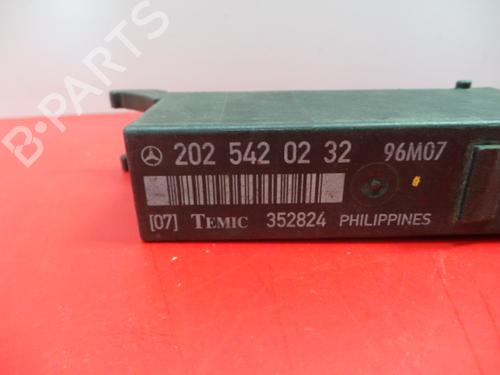 202 542 02 32 96M07
[07] TEMIC 352824 PHILIPPINES
B-PARTS